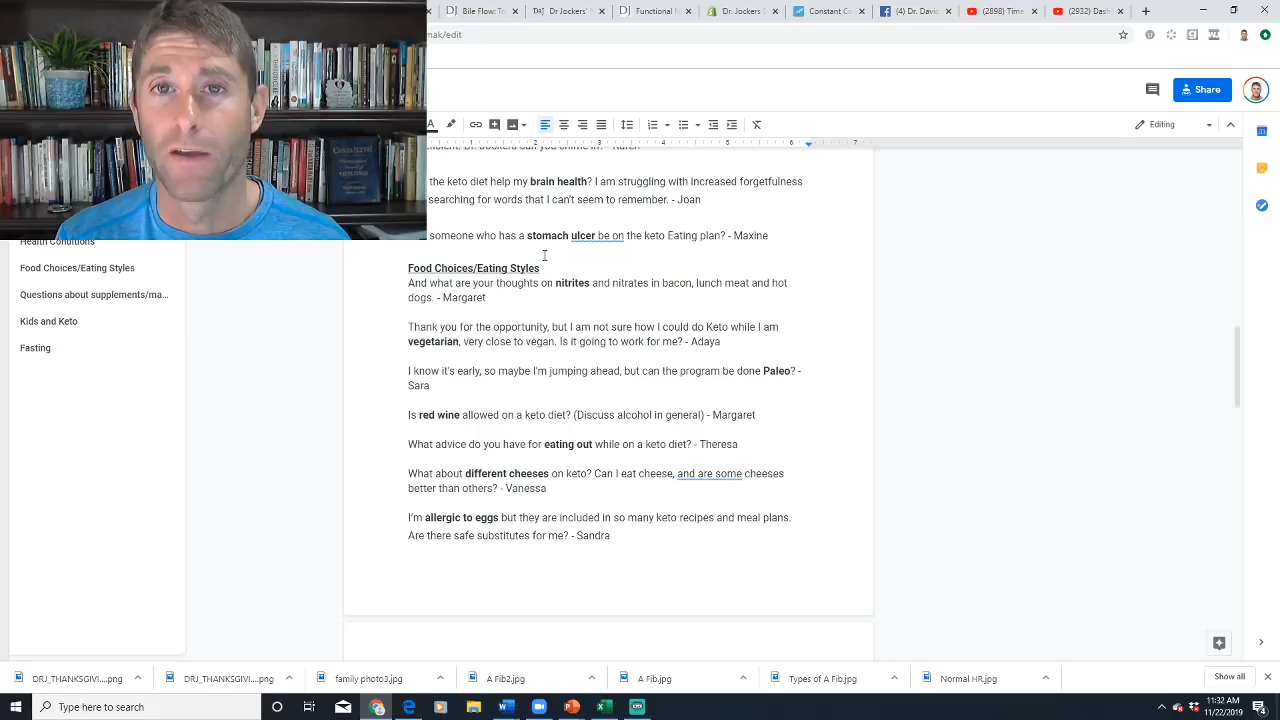 Bile Flow: To
Dr. Jockers'
Functional N
Dr. Jockers S
Constant Co
(4) Dr. David
(2898) Time
(2932) Dash
mak/edit
Share
Editing
2
3
4
5
7
the keto diet help my brain health? I am struggling with increased forgetfulness
searching for words that I can't seem to remember. - Joan
someone who has a stomach ulcer be on the keto Eating plan? - Maxine
Health Conditions
Food Choices/Eating Styles
Questions about supplements/ma...
Kids and Keto
Fasting
Food Choices/Eating Styles
And what are your thoughts on nitrites and nitrates in bacon, lunch meat and hot
dogs. - Margaret
Thank you for the opportunity, but I am not sure how I could do Keto while I am
vegetarian, very close to vegan. Is it going to work for me? - Adaya
I know it's early, so maybe I'm jumping ahead, but can the program be done Paleo? -
Sara
Is red wine allowed on a keto diet? (Discuss alcohol in general) - Margaret
What advice do you have for eating out while on a keto diet? - Theresa
What about different cheeses on keto? Can I eat cheese, and are some cheeses
better than others? - Vanessa
I'm allergic to eggs but they are included in so many keto recipes and meal plans.
Are there safe substitutes for me? - Sandra
DRJ_THANKSGIVI....png
DRJ_THANKSGIVI....png
family photo3.jpg
A Fib2.jpg
A Fib.jpg
Types of A Fib.jpg
Normal HR.jpg
Show all
Type here to search
11:32 AM
11/22/2019